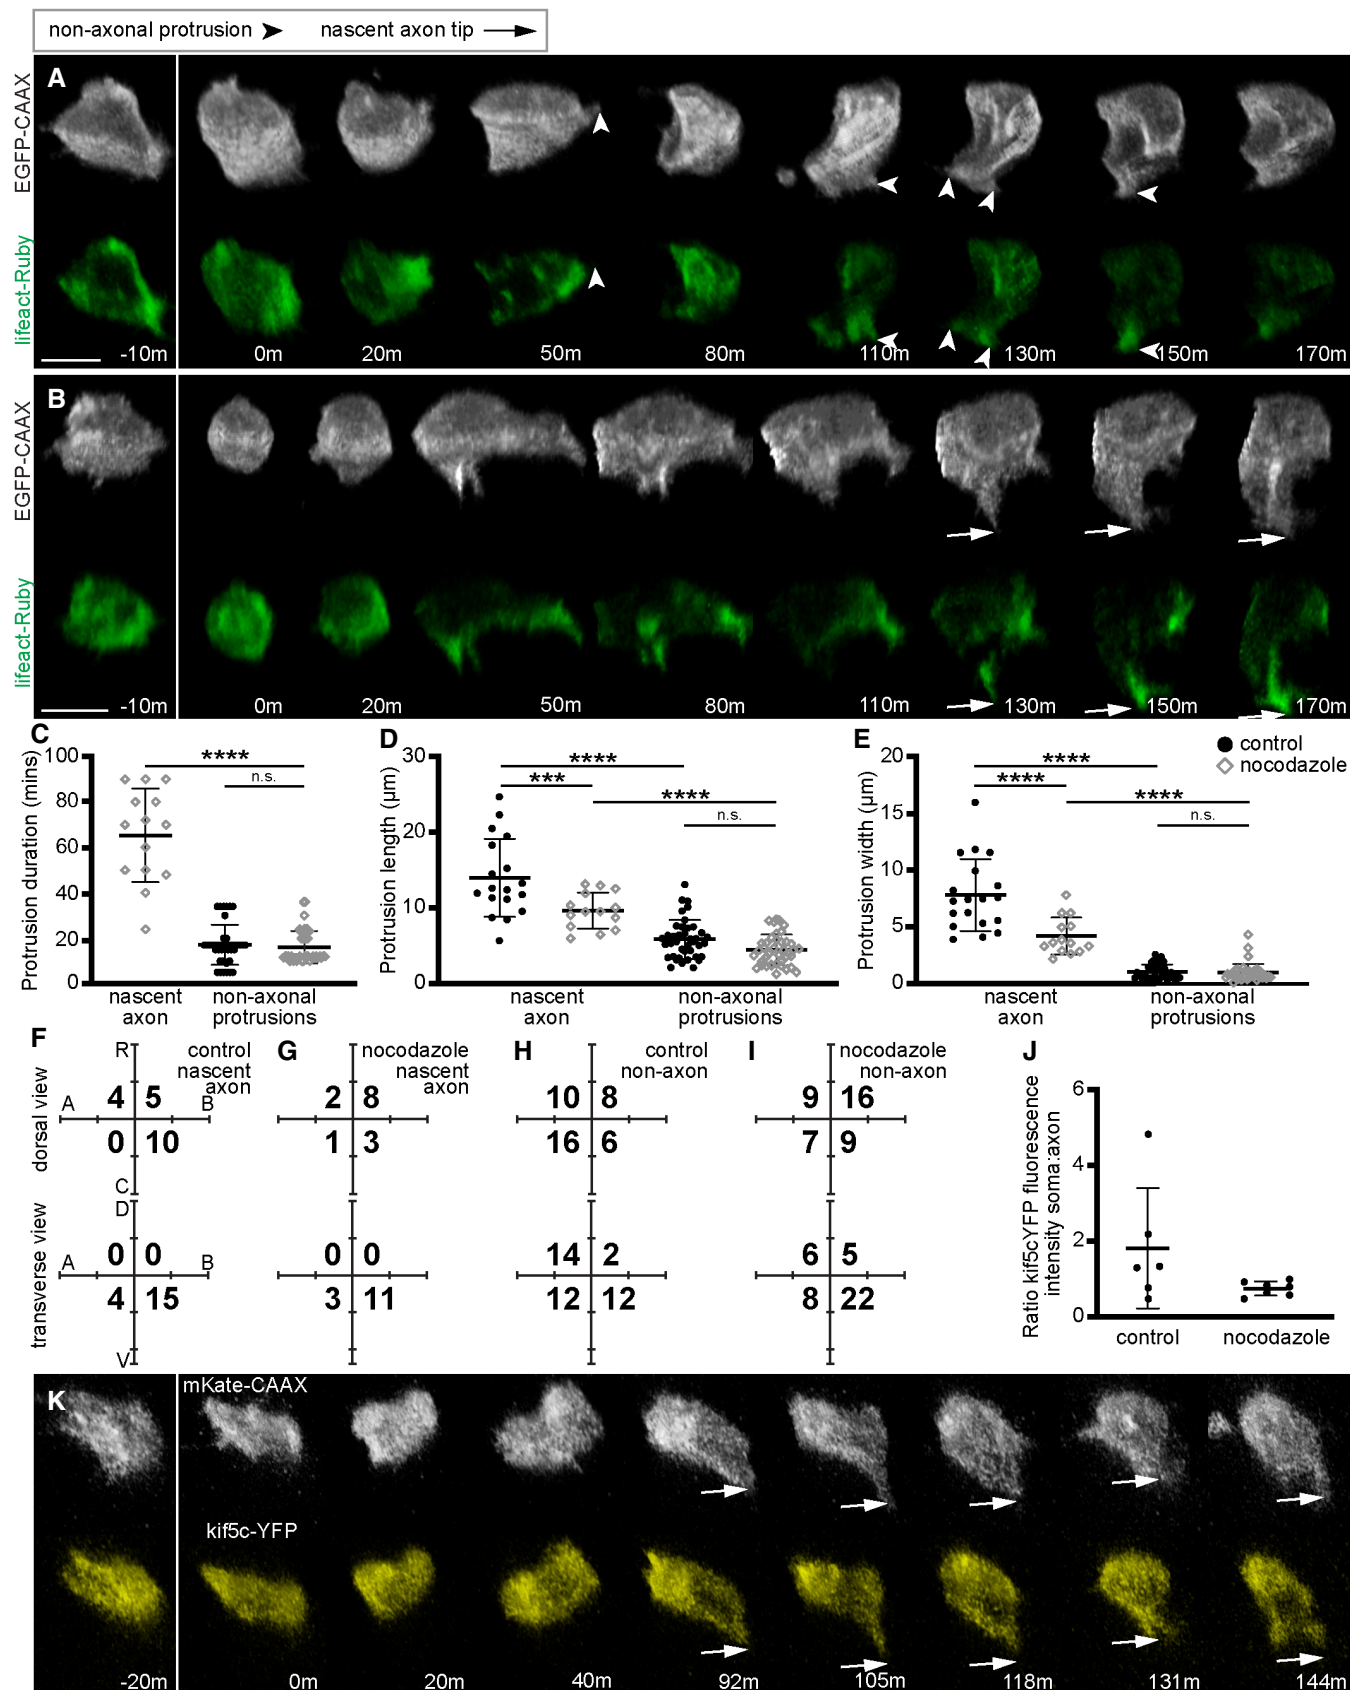 non-axonal protrusion
nascent axon tip
A
EGFP-CAAX
lifeact-Ruby
-10m
0m
20m
50m
80m
110m
130m
150m
170m
B
EGFP-CAAX
lifeact-Ruby
-10m
0m
20m
50m
80m
110m
130m
150m
170m
C
Protrusion duration (mins)
100
80
60
40
20
0
****
n.s.
nascent axon
non-axonal protrusions
D
Protrusion length (µm)
30
20
10
0
****
***
****
n.s.
nascent axon
non-axonal protrusions
E
Protrusion width (µm)
20
15
10
5
0
****
****
****
n.s.
nascent axon
non-axonal protrusions
control
nocodazole
F
dorsal view
R
A
B
C
control nascent axon
4 5
0 10
transverse view
D
A
B
V
0 0
4 15
G
nocodazole nascent axon
2 8
1 3
0 0
3 11
H
control non-axon
10 8
16 6
14 2
12 12
I
nocodazole non-axon
9 16
7 9
6 5
8 22
J
Ratio kif5cYFP fluorescence intensity soma:axon
6
4
2
0
control
nocodazole
K
mKate-CAAX
kif5c-YFP
-20m
0m
20m
40m
92m
105m
118m
131m
144m